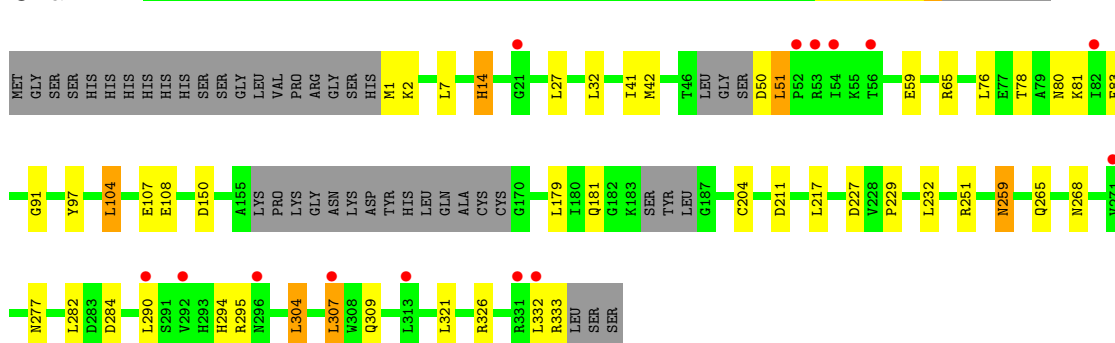 MET GLY SER SER HIS HIS HIS HIS HIS HIS SER SER GLY LEU VAL PRO ARG GLY SER HIS M1 K2 L7 H14 G21 L27 L32 I41 M42 T46 LEU GLY SER D50 L51 P52 R53 I54 K55 T56 E59 R65 L76 E77 T78 A79 N80 K81 I82
G91 Y97 L104 E107 E108 D150 A155 LYS PRO LYS GLY ASN LYS ASP TYR HIS LEU GLN ALA CYS CYS G170 L179 I180 Q181 G182 K183 SER TYR LEU G187 C204 D211 L217 D227 V228 P229 L232 R251 N259 Q265 N268 V271
N277 L282 D283 D284 L290 S291 V292 H293 H294 R295 N296 L304 L307 W308 Q309 L313 L321 R326 R331 L332 R333 LEU SER SER